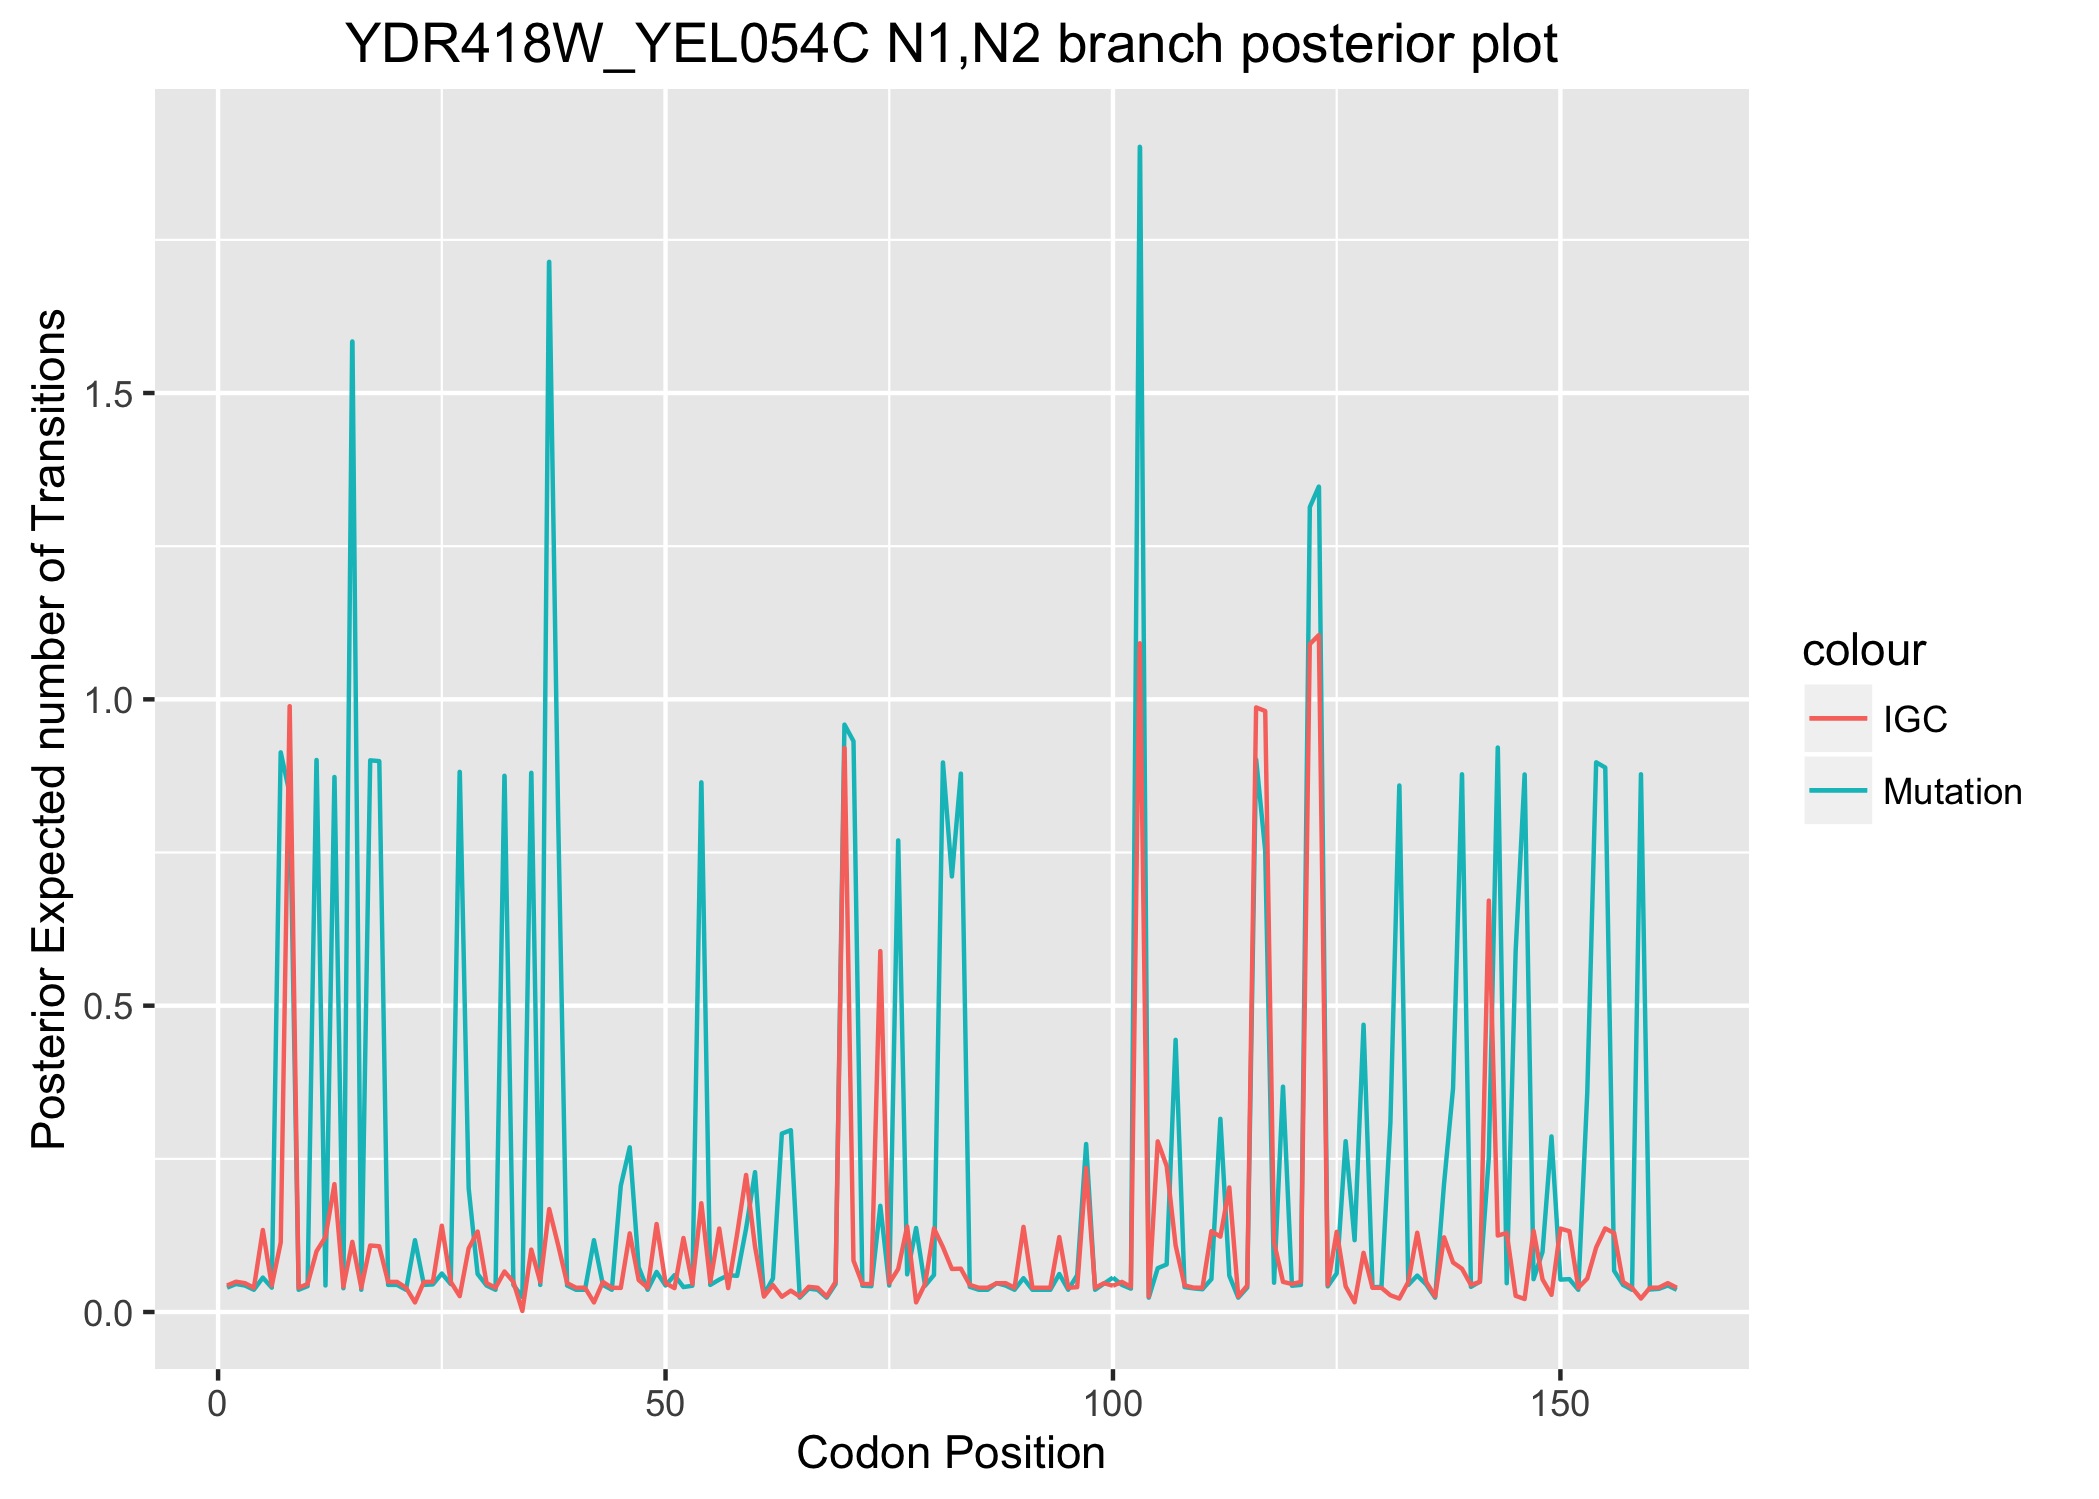 YDR418W_YEL054C N1,N2 branch posterior plot
Posterior Expected number of Transitions
1.5
1.0
0.5
0.0
0 50 100 150
Codon Position
colour
IGC
Mutation